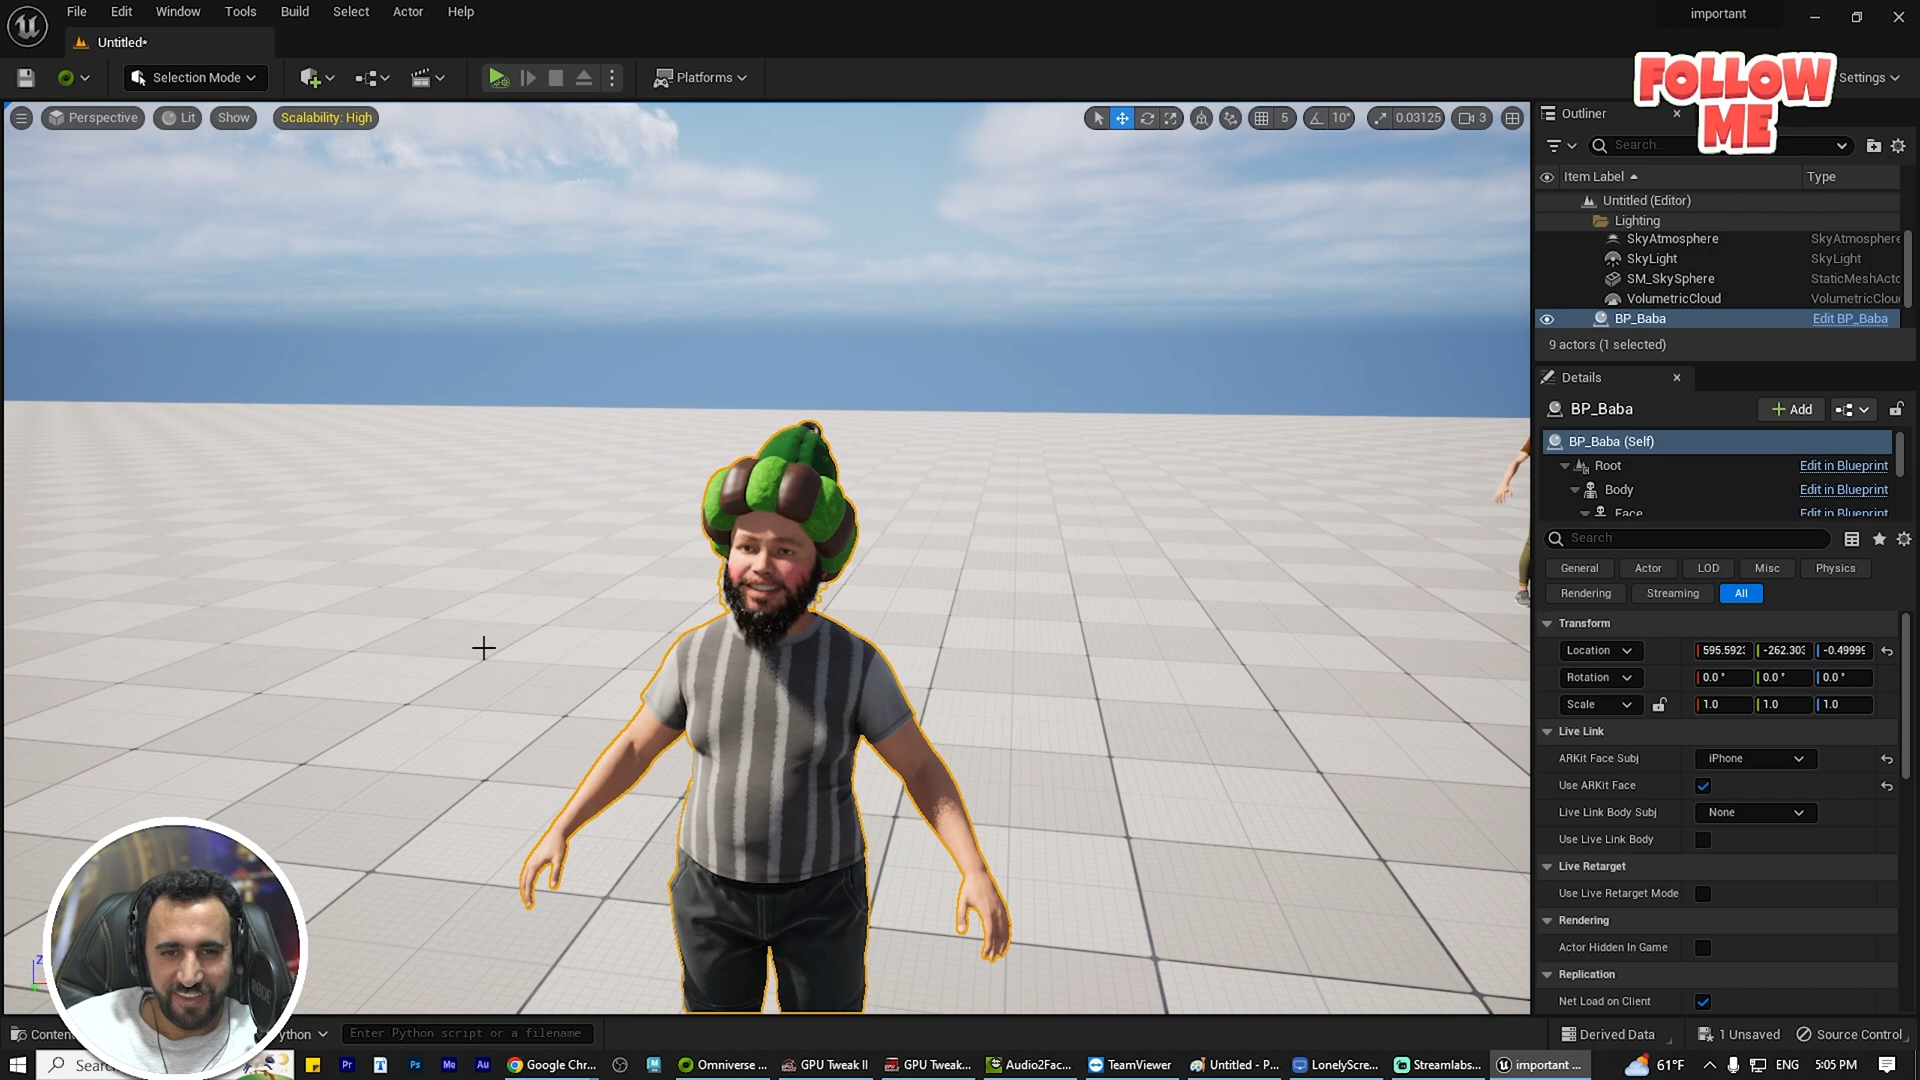 File Edit Window Tools Build Select Actor Help
important
Untitled*
Selection Mode
Platforms
Settings
FOLLOW
ME
Perspective
Lit
Show
Scalability: High
5
10°
0.03125
3
Outliner
Search...
Item Label
Type
Untitled (Editor)
Lighting
SkyAtmosphere SkyAtmosphere
SkyLight SkyLight
SM_SkySphere StaticMeshActo
VolumetricCloud VolumetricClou
BP_Baba Edit BP_Baba
9 actors (1 selected)
Details
BP_Baba
Add
BP_Baba (Self)
Root Edit in Blueprint
Body Edit in Blueprint
Face Edit in Blueprint
Search
General Actor LOD Misc Physics
Rendering Streaming All
Transform
Location 595.592 -262.303 -0.49999
Rotation 0.0 ° 0.0 ° 0.0 °
Scale 1.0 1.0 1.0
Live Link
ARKit Face Subj iPhone
Use ARKit Face
Live Link Body Subj None
Use Live Link Body
Live Retarget
Use Live Retarget Mode
Rendering
Actor Hidden In Game
Replication
Net Load on Client
Z
RØDE
Conten
ython
Enter Python script or a filename
Derived Data
1 Unsaved
Source Control
Searc
Pr
T
Ps
Me
Au
Google Chr...
Omniverse ...
GPU Tweak II
GPU Tweak...
Audio2Fac...
TeamViewer
Untitled - P...
LonelyScre...
Streamlabs...
important ...
61°F
ENG
5:05 PM